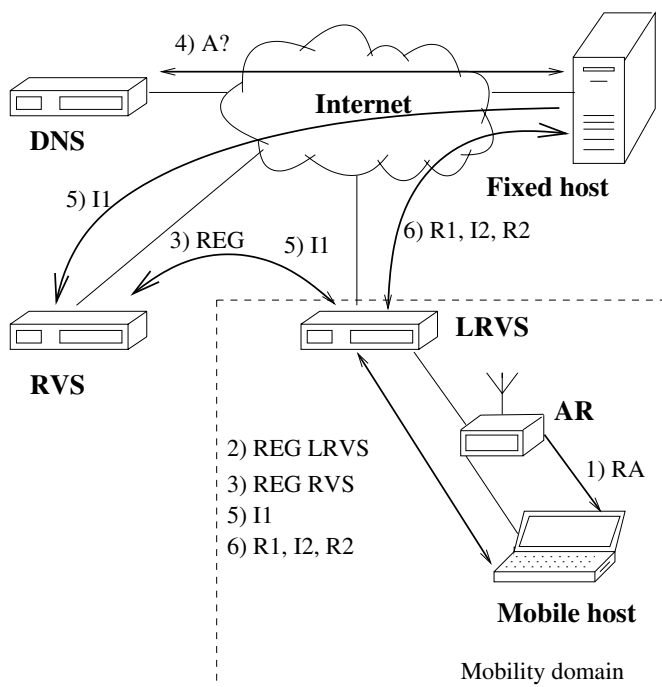 4) A?
Internet
DNS
Fixed host
5) I1
3) REG
5) I1
6) R1, I2, R2
RVS
LRVS
AR
2) REG LRVS
3) REG RVS
5) I1
6) R1, I2, R2
1) RA
Mobile host
Mobility domain